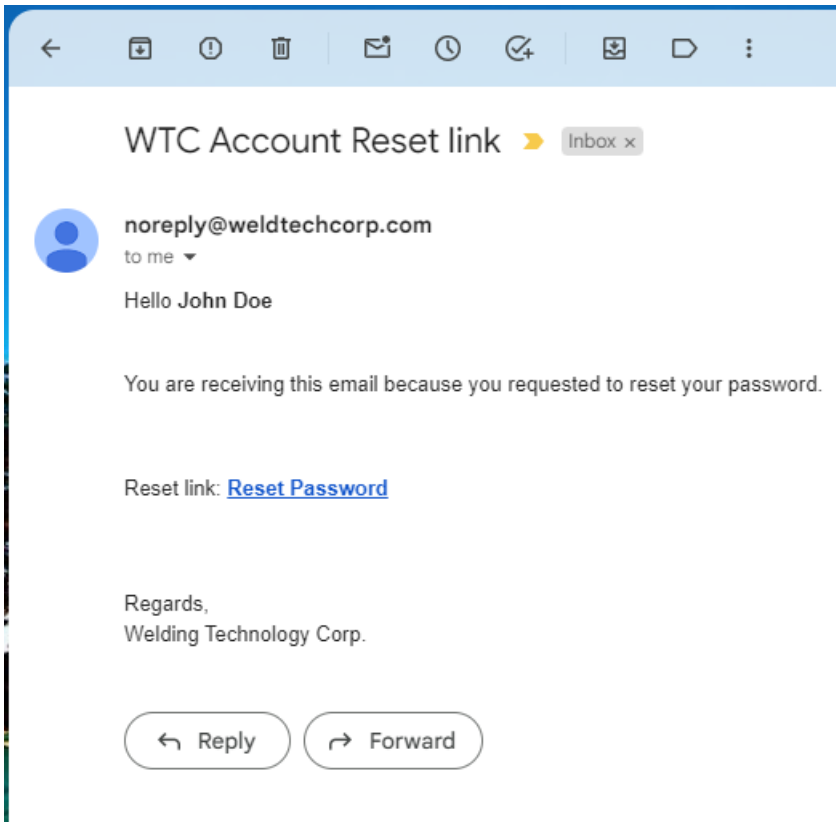 WTC Account Reset link
Inbox x
noreply@weldtechcorp.com
to me
Hello John Doe
You are receiving this email because you requested to reset your password.
Reset link: Reset Password
Regards,
Welding Technology Corp.
Reply
Forward